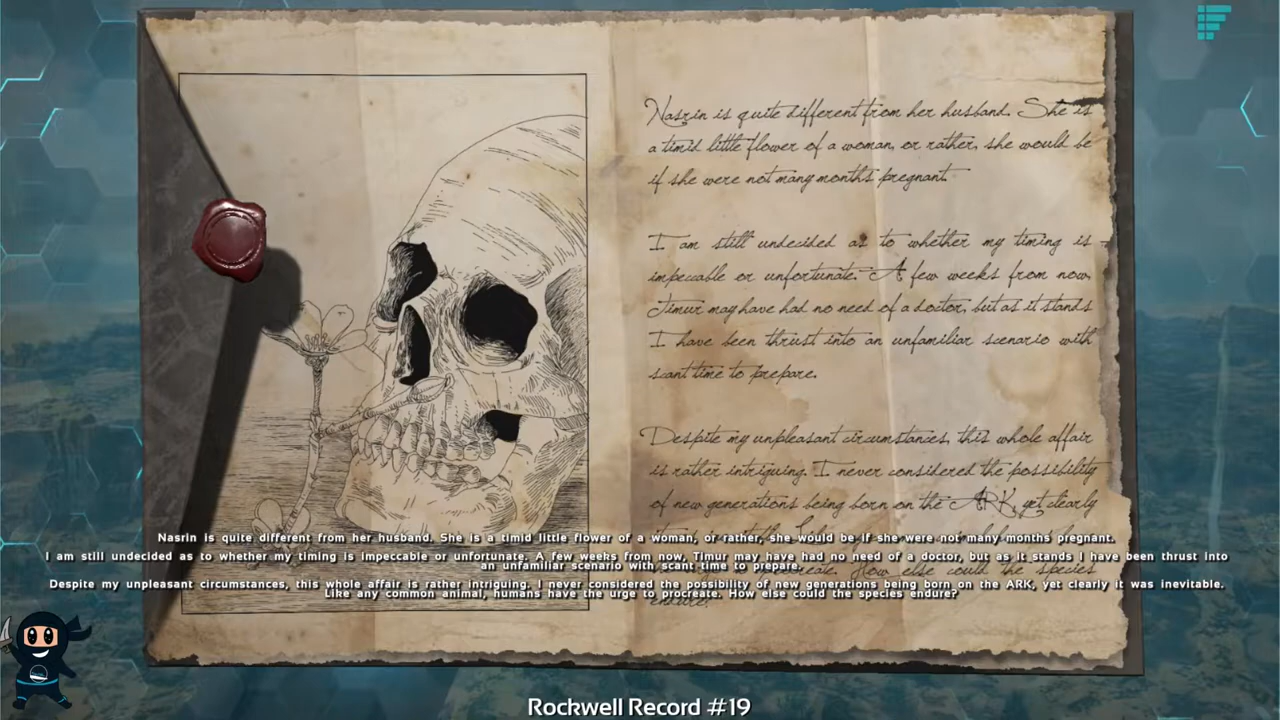 Nasrin is quite different from her husband. She is
a timid little flower of a woman, or rather, she would be
if she were not many months pregnant.
I am still undecided as to whether my timing is
impeccable or unfortunate. A few weeks from now,
Timur may have had no need of a doctor, but as it stands
I have been thrust into an unfamiliar scenario with
scant time to prepare.
Despite my unpleasant circumstances, this whole affair
is rather intriguing. I never considered the possibility
of new generations being born on the ARK, yet clearly
How else could the species
endure?
Nasrin is quite different from her husband. She is a timid little flower of a woman, or rather, she would be if she were not many months pregnant.
I am still undecided as to whether my timing is impeccable or unfortunate. A few weeks from now, Timur may have had no need of a doctor, but as it stands I have been thrust into
an unfamiliar scenario with scant time to prepare.
Despite my unpleasant circumstances, this whole affair is rather intriguing. I never considered the possibility of new generations being born on the ARK, yet clearly it was inevitable.
Like any common animal, humans have the urge to procreate. How else could the species endure?
Rockwell Record #19